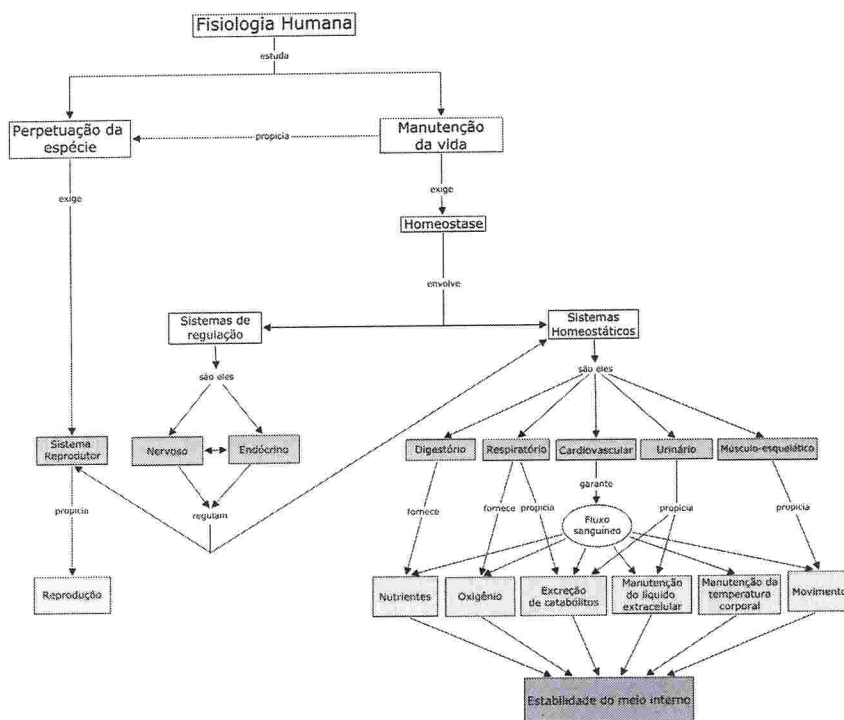 Fisiologia Humana
estuda
Perpetuação da
espécie
propicia
Manutenção
da vida
exige
exige
Homeostase
envolve
Sistemas de
regulação
Sistemas
Homeostáticos
são eles
são eles
Sistema
Reprodutor
Nervoso
Endócrino
Digestório
Respiratório
Cardiovascular
Urinário
Músculo-esquelético
garante
propicia
regulam
fornece
fornece
propicia
propicia
propicia
Fluxo
sanguíneo
Reprodução
Nutrientes
Oxigênio
Excreção
de catabólitos
Manutenção
do líquido
extracelular
Manutenção da
temperatura
corporal
Movimento
Estabilidade do meio interno